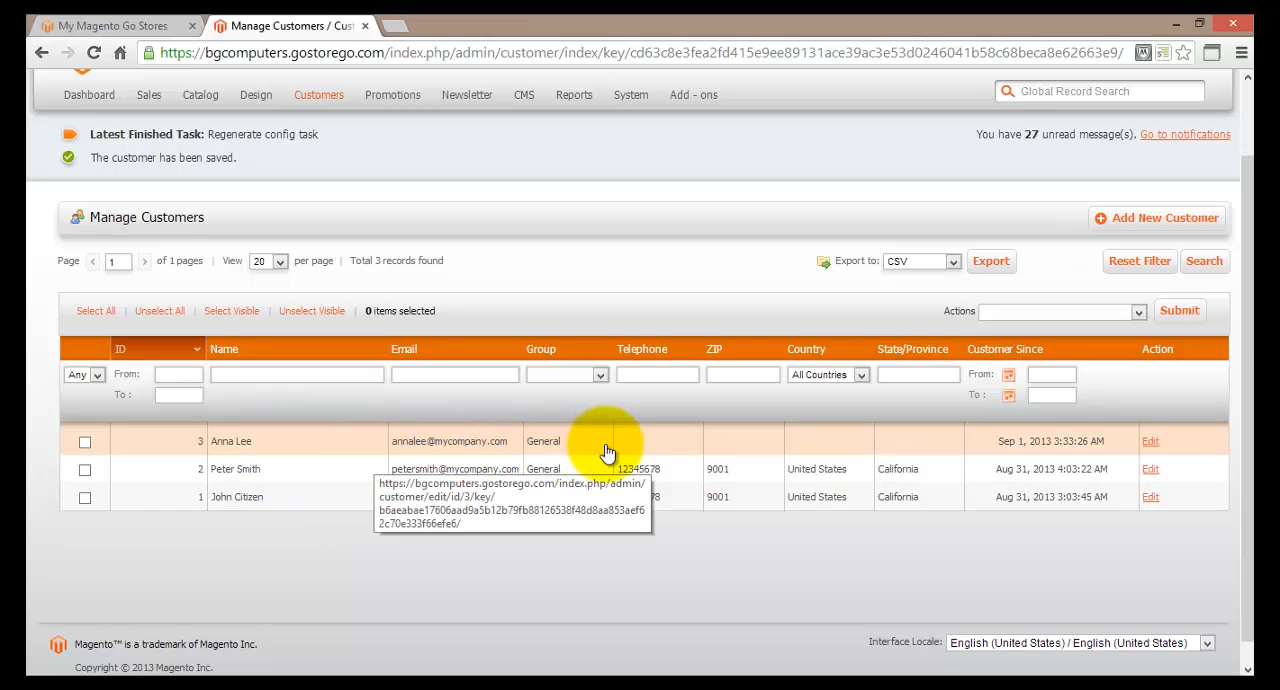 My Magento Go Stores
Manage Customers / Cust
https://bgcomputers.gostorego.com/index.php/admin/customer/index/key/cd63c8e3fea2fd415e9ee89131ace39ac3e53d0246041b58c68beca8e62663e9/
Dashboard Sales Catalog Design Customers Promotions Newsletter CMS Reports System Add - ons
Global Record Search
Latest Finished Task: Regenerate config task
You have 27 unread message(s). Go to notifications
The customer has been saved.
Manage Customers
Add New Customer
Page 1 of 1 pages | View 20 per page | Total 3 records found
Export to: CSV Export Reset Filter Search
Select All | Unselect All | Select Visible | Unselect Visible | 0 items selected
Actions Submit
ID Name Email Group Telephone ZIP Country State/Province Customer Since Action
Any From: All Countries From:
To : To :
3 Anna Lee annalee@mycompany.com General Sep 1, 2013 3:33:26 AM Edit
2 Peter Smith petersmith@mycompany.com General 12345678 9001 United States California Aug 31, 2013 4:03:22 AM Edit
1 John Citizen 9001 United States California Aug 31, 2013 3:03:45 AM Edit
https://bgcomputers.gostorego.com/index.php/admin/
customer/edit/id/3/key/
b6aeabae17606aad9a5b12b79fb88126538f48d8aa853aef6
2c70e333f66efe6/
Magento™ is a trademark of Magento Inc.
Copyright © 2013 Magento Inc.
Interface Locale: English (United States) / English (United States)